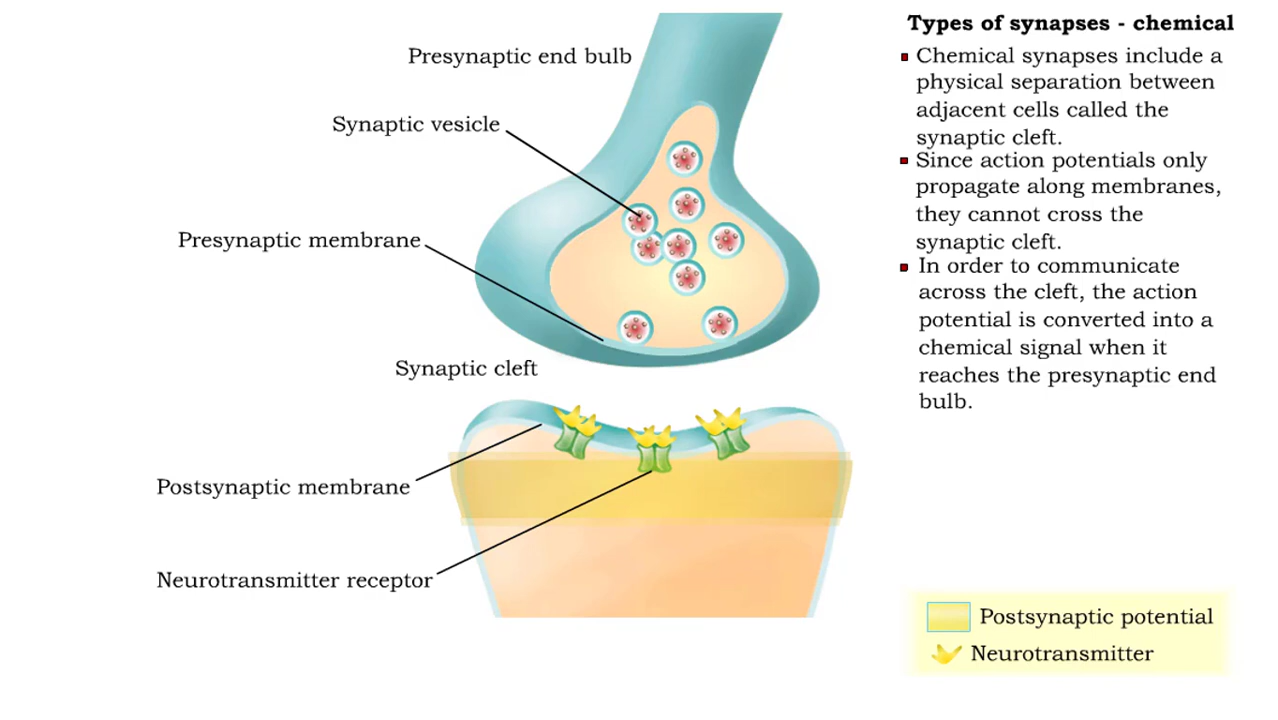 Types of synapses - chemical
Presynaptic end bulb
Synaptic vesicle
Presynaptic membrane
Synaptic cleft
Postsynaptic membrane
Neurotransmitter receptor
▪ Chemical synapses include a
physical separation between
adjacent cells called the
synaptic cleft.
▪ Since action potentials only
propagate along membranes,
they cannot cross the
synaptic cleft.
▪ In order to communicate
across the cleft, the action
potential is converted into a
chemical signal when it
reaches the presynaptic end
bulb.
Postsynaptic potential
Neurotransmitter